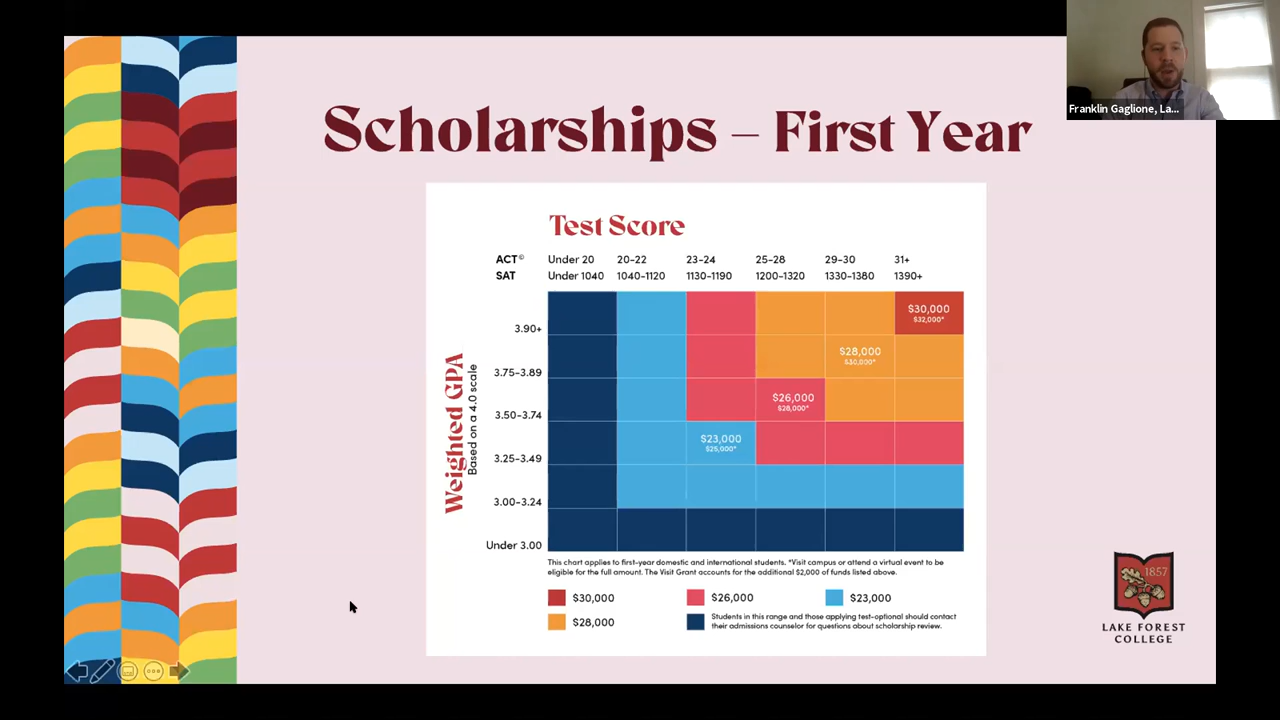 Franklin Gaglione, La...
Scholarships – First Year
Test Score
ACT© Under 20 20-22 23-24 25-28 29-30 31+
SAT Under 1040 1040-1120 1130-1190 1200-1320 1330-1380 1390+
Weighted GPA
Based on a 4.0 scale
3.90+
$30,000
$32,000*
3.75-3.89
$28,000
$30,000*
3.50-3.74
$26,000
$28,000*
3.25-3.49
$23,000
$25,000*
3.00-3.24
Under 3.00
This chart applies to first-year domestic and international students. *Visit campus or attend a virtual event to be
eligible for the full amount. The Visit Grant accounts for the additional $2,000 of funds listed above.
$30,000 $26,000 $23,000
$28,000
Students in this range and those applying test-optional should contact
their admissions counselor for questions about scholarship review.
1857
LAKE FOREST
COLLEGE